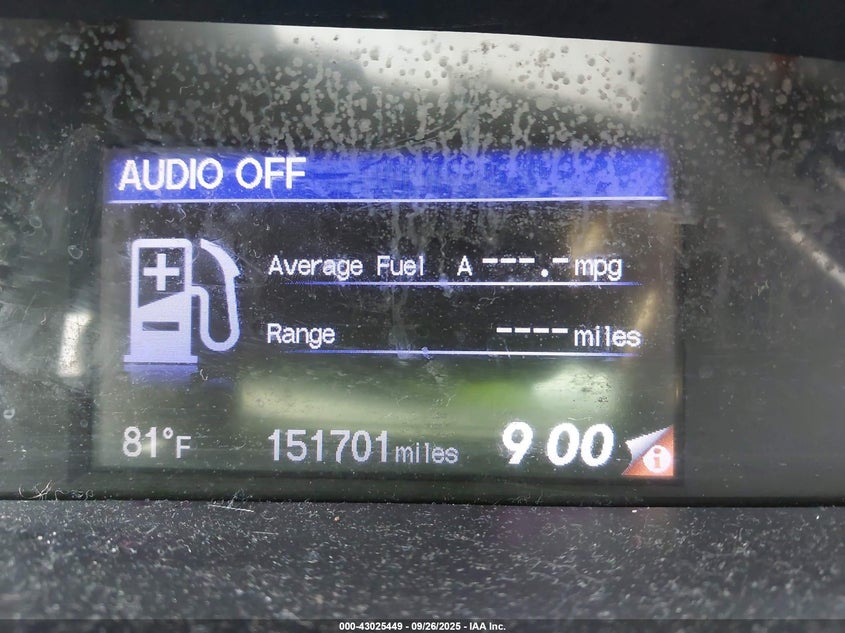 AUDIO OFF
Average Fuel A ---.- mpg
Range ---- miles
81°F 151701 miles 9 00 i
000-43025449 - 09/26/2025 - IAA Inc.